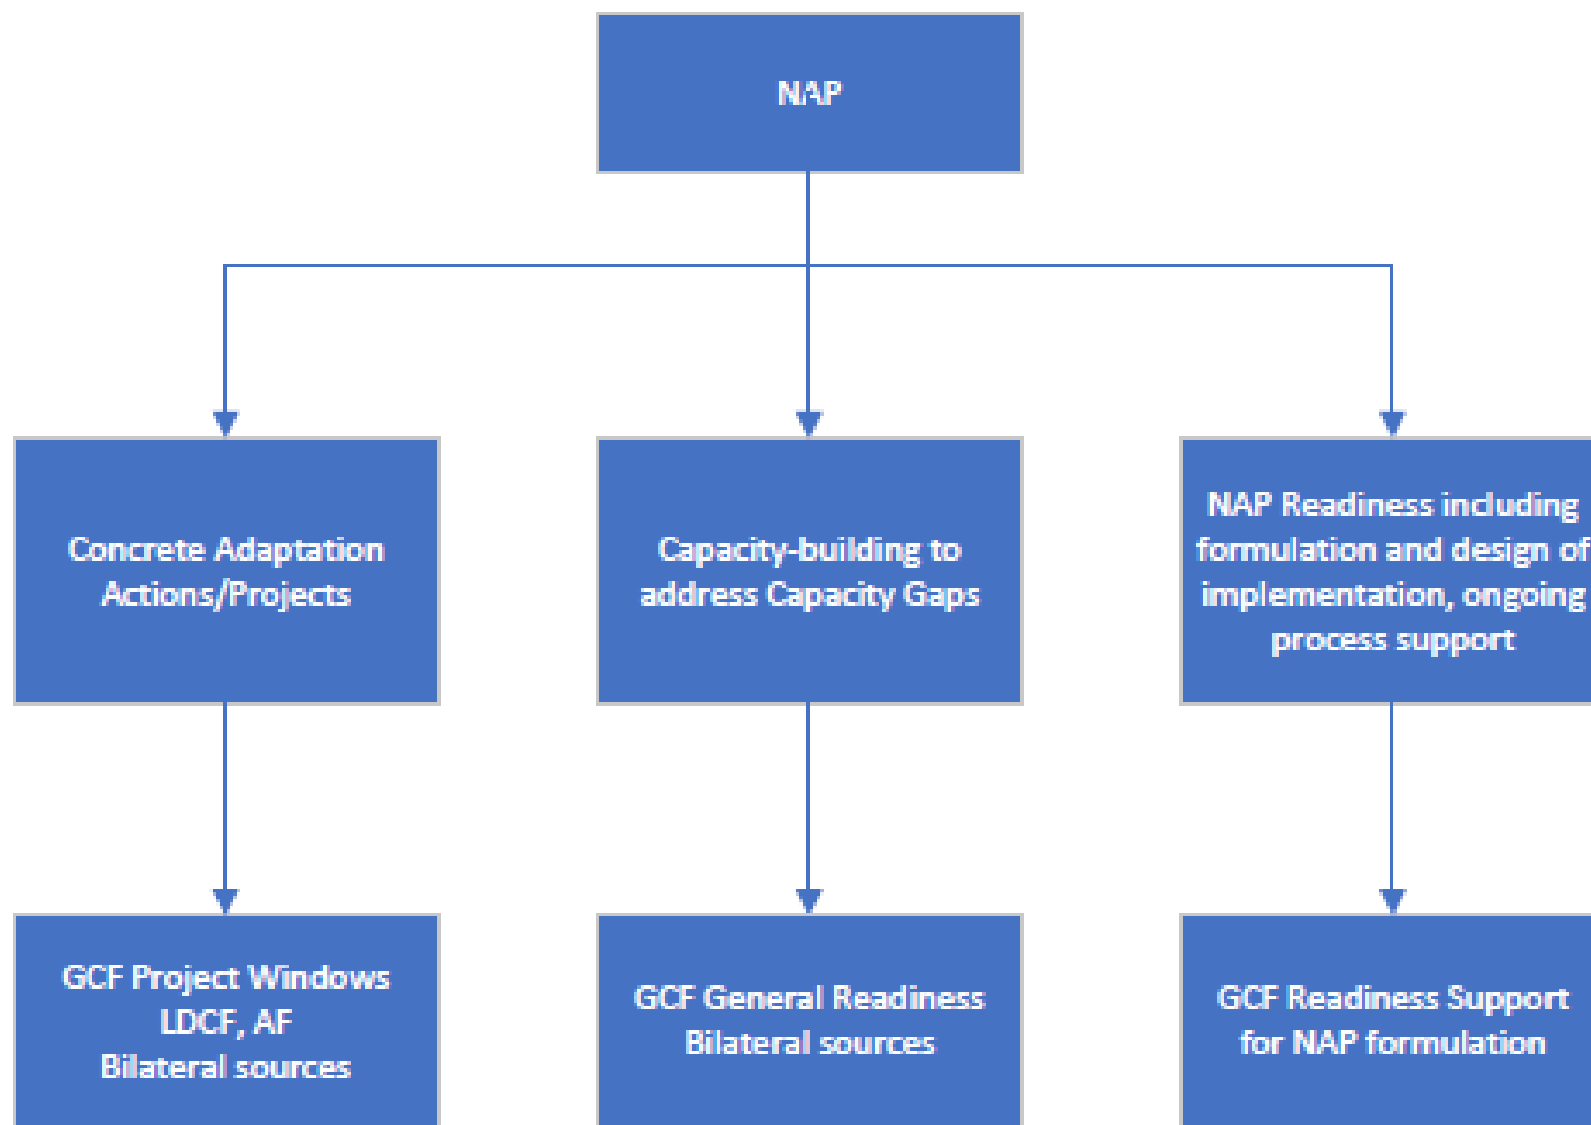 NAP
Concrete Adaptation
Actions/Projects
Capacity-building to
address Capacity Gaps
NAP Readiness including
formulation and design of
implementation, ongoing
process support
GCF Project Windows
LDCF, AF
Bilateral sources
GCF General Readiness
Bilateral sources
GCF Readiness Support
for NAP formulation